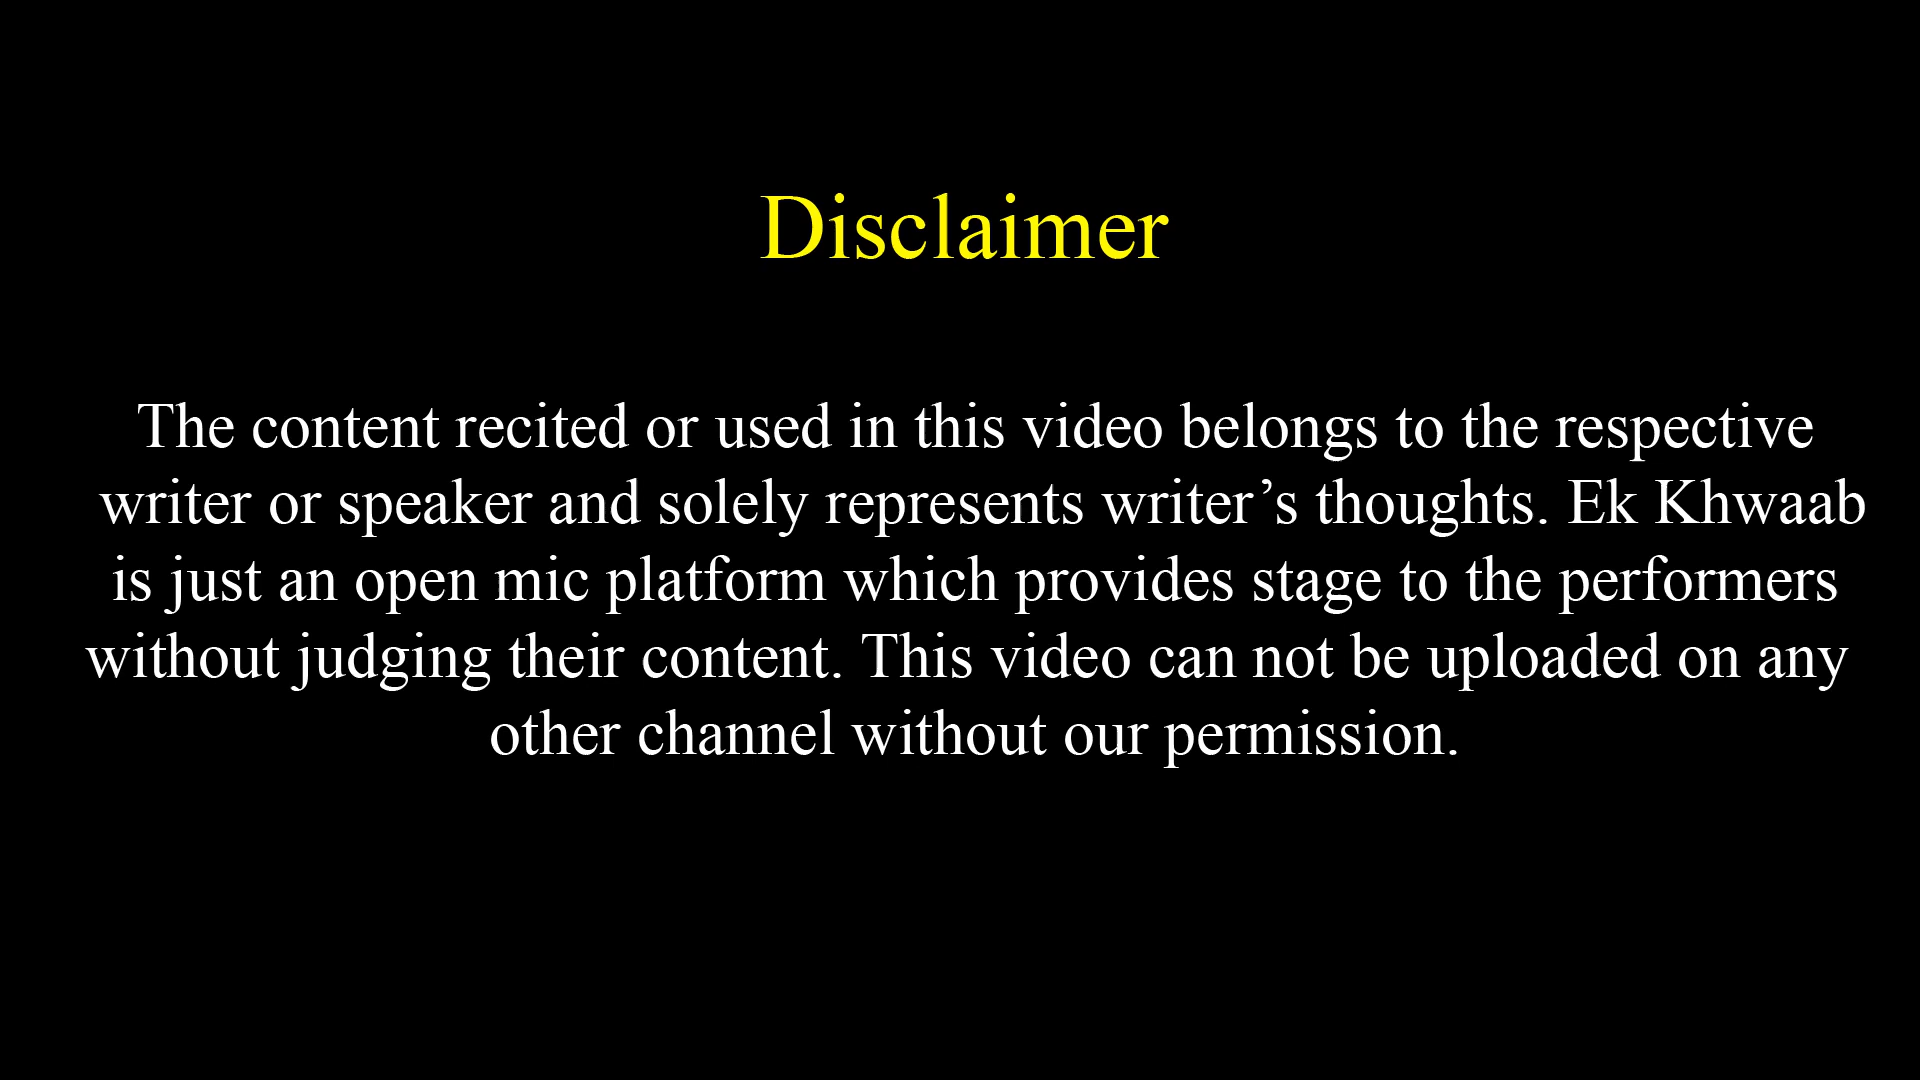 Disclaimer
The content recited or used in this video belongs to the respective
writer or speaker and solely represents writer’s thoughts. Ek Khwaab
is just an open mic platform which provides stage to the performers
without judging their content. This video can not be uploaded on any
other channel without our permission.